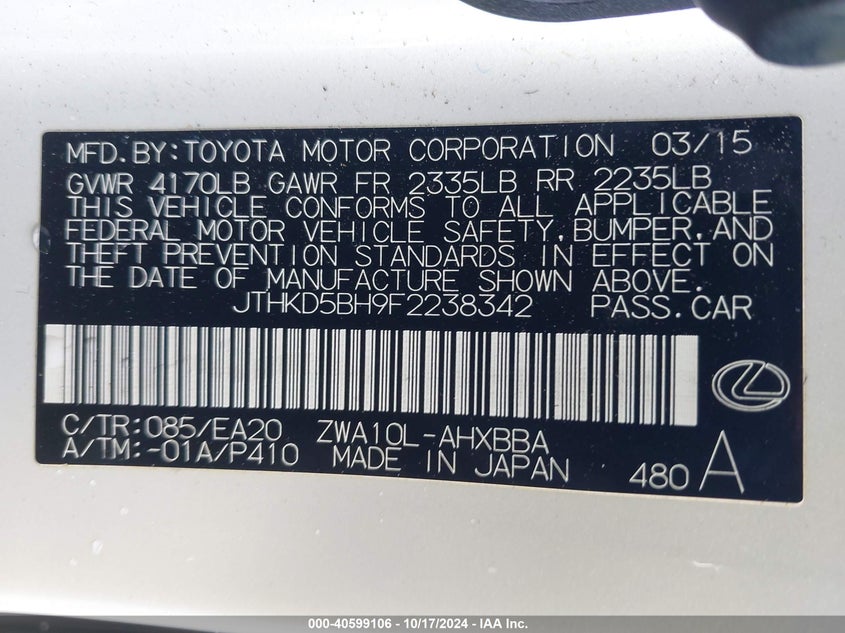 MFD.BY:TOYOTA MOTOR CORPORATION 03/15
GVWR 4170LB GAWR FR 2335LB RR 2235LB
THIS VEHICLE CONFORMS TO ALL APPLICABLE
FEDERAL MOTOR VEHICLE SAFETY,BUMPER,AND
THEFT PREVENTION STANDARDS IN EFFECT ON
THE DATE OF MANUFACTURE SHOWN ABOVE.
JTHKD5BH9F2238342 PASS.CAR
C/TR:085/EA20 ZWA10L-AHXBBA
A/TM:-01A/P410 MADE IN JAPAN 480 A
000-40599106 - 10/17/2024 - IAA Inc.